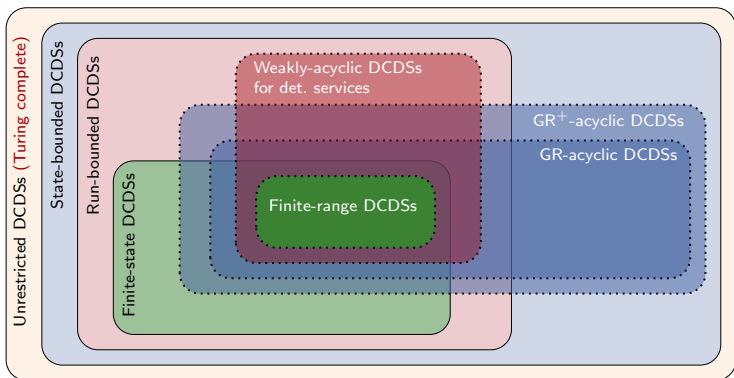 Unrestricted DCDSs (Turing complete)
State-bounded DCDSs
Run-bounded DCDSs
Finite-state DCDSs
Weakly-acyclic DCDSs
for det. services
GR⁺-acyclic DCDSs
GR-acyclic DCDSs
Finite-range DCDSs